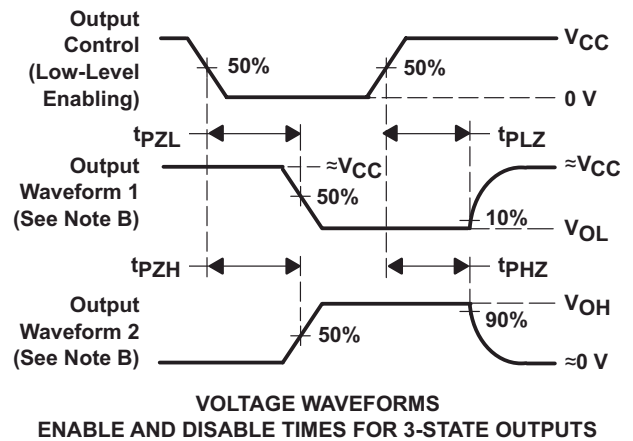 Output
Control
(Low-Level
Enabling)
50%
50%
VCC
0 V
tPZL
tPLZ
Output
Waveform 1
(See Note B)
≈VCC
50%
≈VCC
10%
VOL
tPZH
tPHZ
Output
Waveform 2
(See Note B)
50%
VOH
90%
≈0 V
VOLTAGE WAVEFORMS
ENABLE AND DISABLE TIMES FOR 3-STATE OUTPUTS